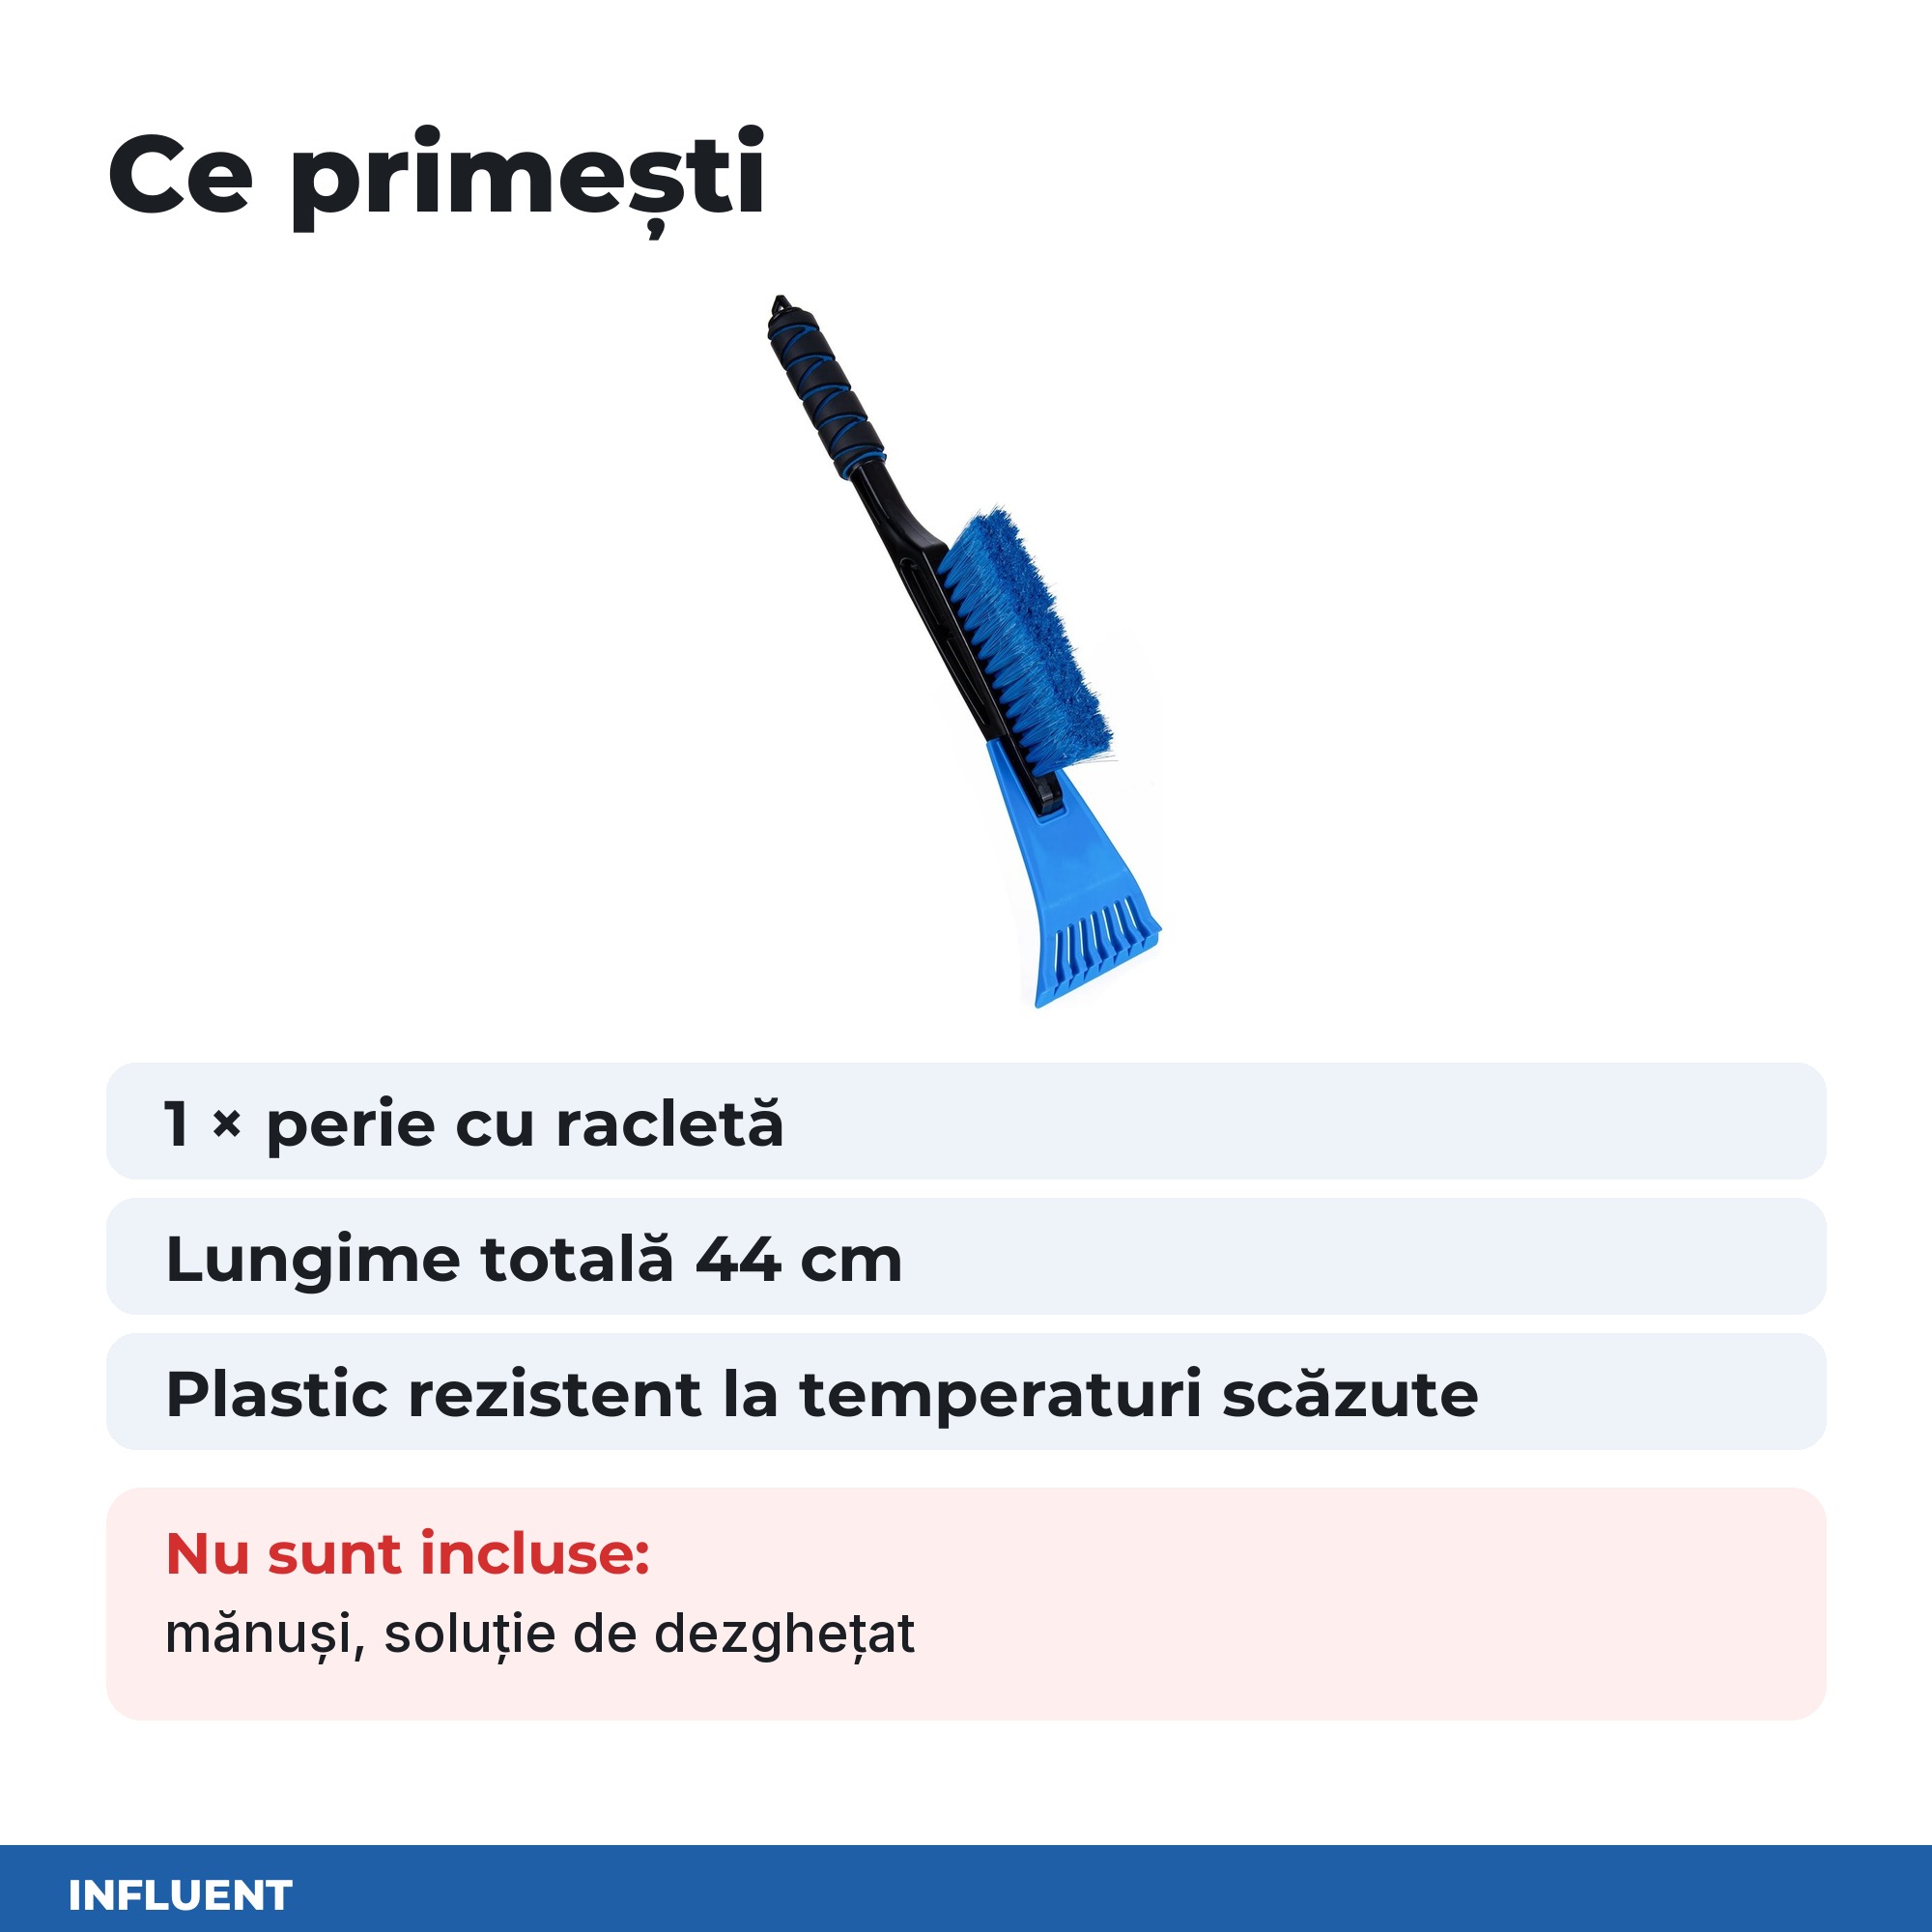 Ce primești
1 × perie cu racletă
Lungime totală 44 cm
Plastic rezistent la temperaturi scăzute
Nu sunt incluse:
mănuși, soluție de dezghețat
INFLUENT